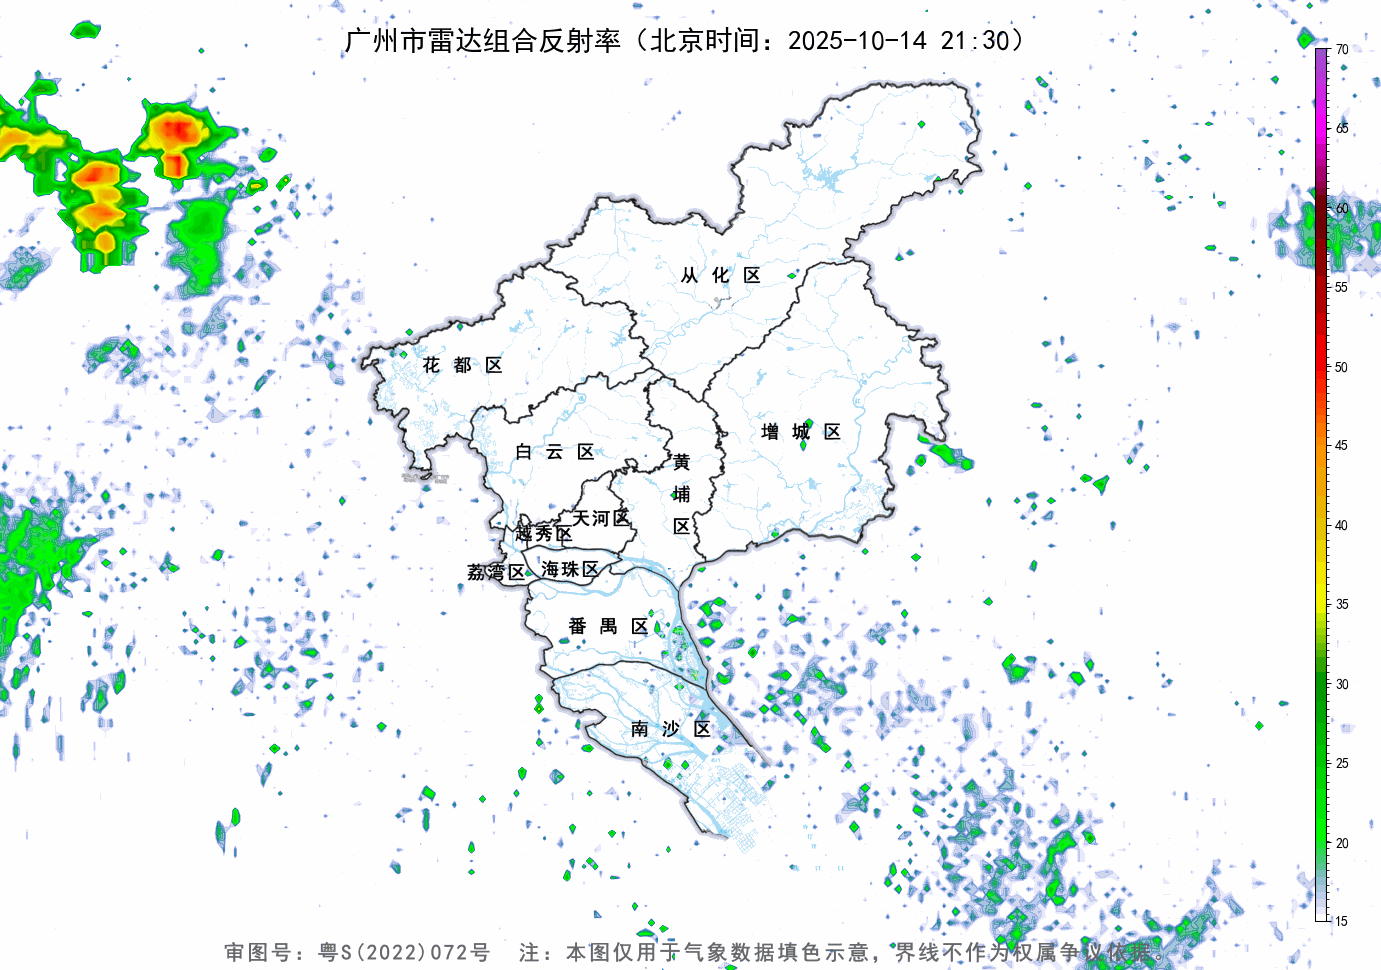 广州市雷达组合反射率（北京时间：2025-10-14 21:30）
70
65
60
55
50
45
40
35
30
25
20
15
从化区
花都区
增城区
白云区
黄埔区
天河区
越秀区
海珠区
荔湾区
番禺区
南沙区
审图号：粤S(2022)072号 注：本图仅用于气象数据填色示意，界线不作为权属争议依据。